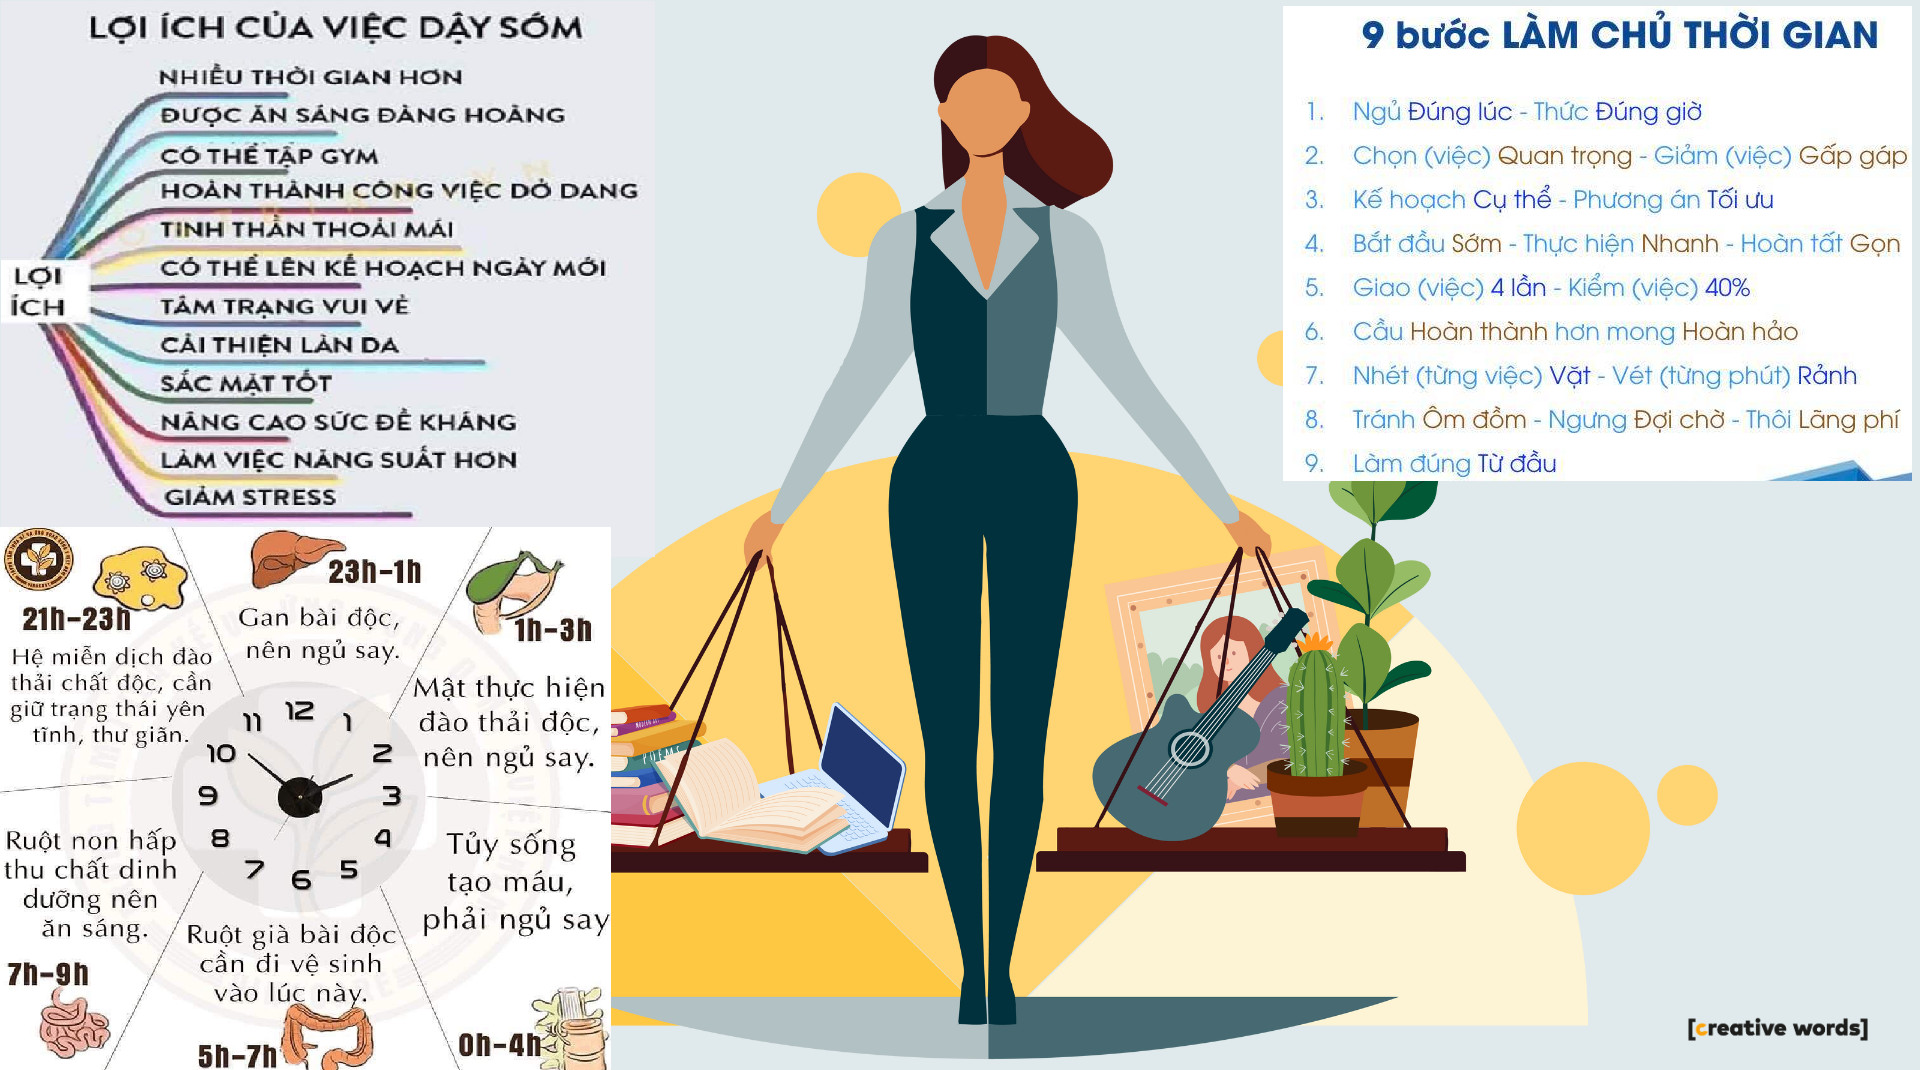 LỢI ÍCH CỦA VIỆC DẬY SỚM
NHIỀU THỜI GIAN HƠN
ĐƯỢC ĂN SÁNG ĐÀNG HOÀNG
CÓ THỂ TẬP GYM
HOÀN THÀNH CÔNG VIỆC DỞ DANG
TINH THẦN THOẢI MÁI
CÓ THỂ LÊN KẾ HOẠCH NGÀY MỚI
TÂM TRẠNG VUI VẺ
CẢI THIỆN LÀN DA
SẮC MẶT TỐT
NÂNG CAO SỨC ĐỀ KHÁNG
LÀM VIỆC NĂNG SUẤT HƠN
GIẢM STRESS
LỢI
ÍCH
9 bước LÀM CHỦ THỜI GIAN
1. Ngủ Đúng lúc - Thức Đúng giờ
2. Chọn (việc) Quan trọng - Giảm (việc) Gấp gáp
3. Kế hoạch Cụ thể - Phương án Tối ưu
4. Bắt đầu Sớm - Thực hiện Nhanh - Hoàn tất Gọn
5. Giao (việc) 4 lần - Kiểm (việc) 40%
6. Cầu Hoàn thành hơn mong Hoàn hảo
7. Nhét (từng việc) Vặt - Vét (từng phút) Rảnh
8. Tránh Ôm đồm - Ngưng Đợi chờ - Thôi Lãng phí
9. Làm đúng Từ đầu
21h-23h
Hệ miễn dịch đào
thải chất độc, cần
giữ trạng thái yên
tĩnh, thư giãn.
23h-1h
Gan bài độc,
nên ngủ say.
1h-3h
Mật thực hiện
đào thải độc,
nên ngủ say.
12
1
2
3
4
5
6
7
8
9
10
11
Tủy sống
tạo máu,
phải ngủ say
0h-4h
Ruột già bài độc
cần đi vệ sinh
vào lúc này.
5h-7h
Ruột non hấp
thu chất dinh
dưỡng nên
ăn sáng.
7h-9h
POEMS
[creative words]